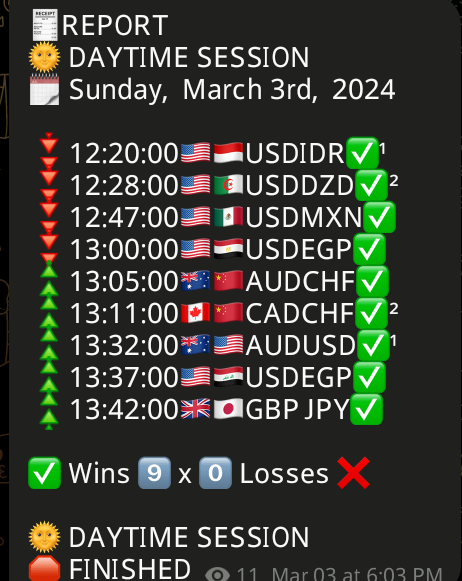 🧾REPORT
🌞 DAYTIME SESSION
🗓 Sunday, March 3rd, 2024
12:20:00🇺🇸🇮🇩USDIDR✅¹
12:28:00🇺🇸🇩🇿USDDZD✅²
12:47:00🇺🇸🇲🇽USDMXN✅
13:00:00🇺🇸🇪🇬USDEGP✅
13:05:00🇦🇺🇨🇳AUDCHF✅
13:11:00🇨🇦🇨🇳CADCHF✅²
13:32:00🇦🇺🇺🇸AUDUSD✅¹
13:37:00🇺🇸🇮🇶USDEGP✅
13:42:00🇬🇧🇯🇵GBP JPY✅
✅ Wins 9️⃣ x 0️⃣ Losses ❌
🌞 DAYTIME SESSION
🛑 FINISHED 11 Mar 03 at 6:03 PM